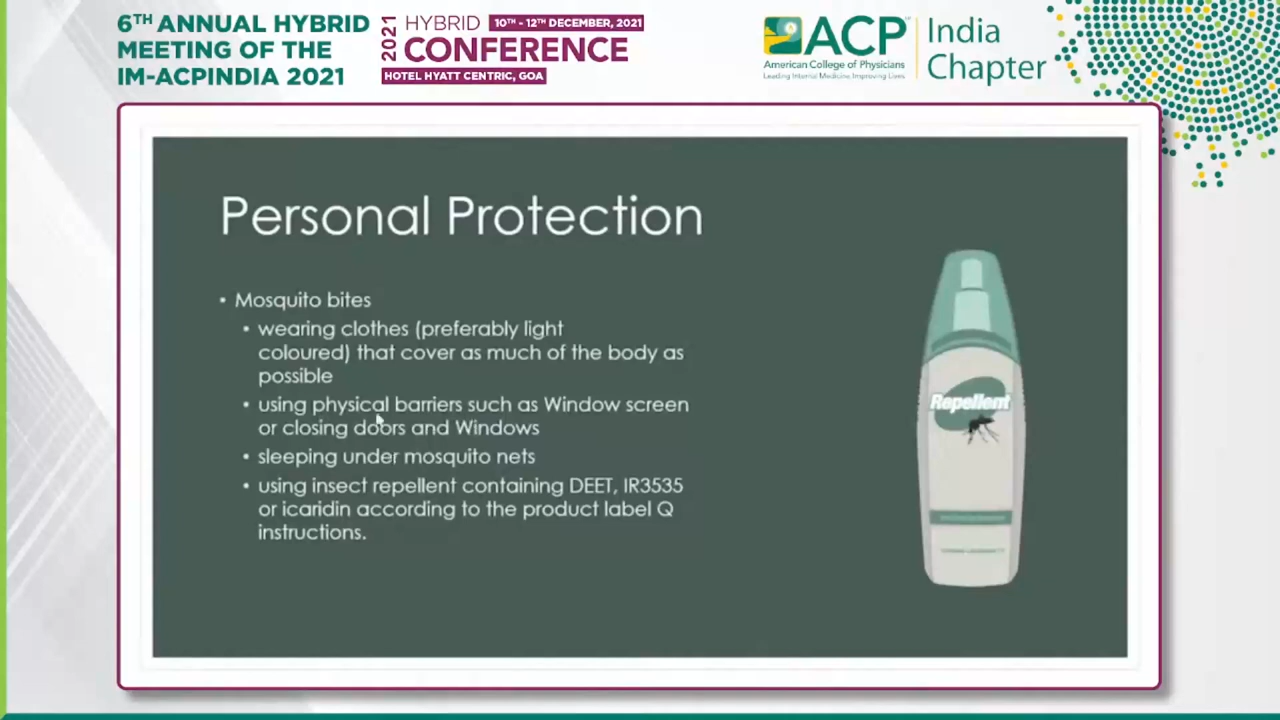 6TH ANNUAL HYBRID
MEETING OF THE
IM-ACPINDIA 2021
2021
HYBRID
10TH - 12TH DECEMBER, 2021
CONFERENCE
HOTEL HYATT CENTRIC, GOA
ACP
American College of Physicians
Leading Internal Medicine, Improving Lives
India
Chapter
Personal Protection
• Mosquito bites
• wearing clothes (preferably light
coloured) that cover as much of the body as
possible
• using physical barriers such as Window screen
or closing doors and Windows
• sleeping under mosquito nets
• using insect repellent containing DEET, IR3535
or icaridin according to the product label Q
instructions.
Repellent